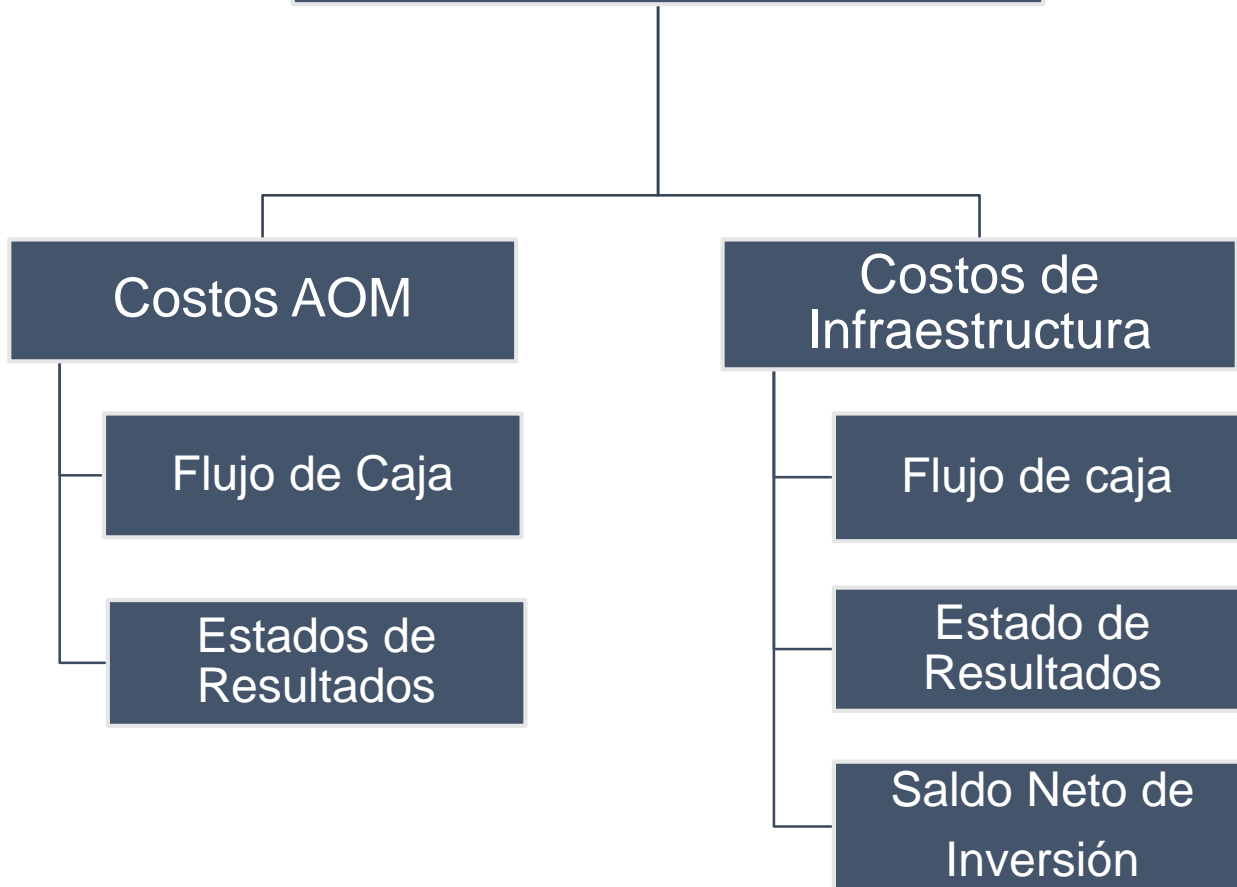 Costos AOM
Flujo de Caja
Estados de
Resultados
Costos de
Infraestructura
Flujo de caja
Estado de
Resultados
Saldo Neto de
Inversión